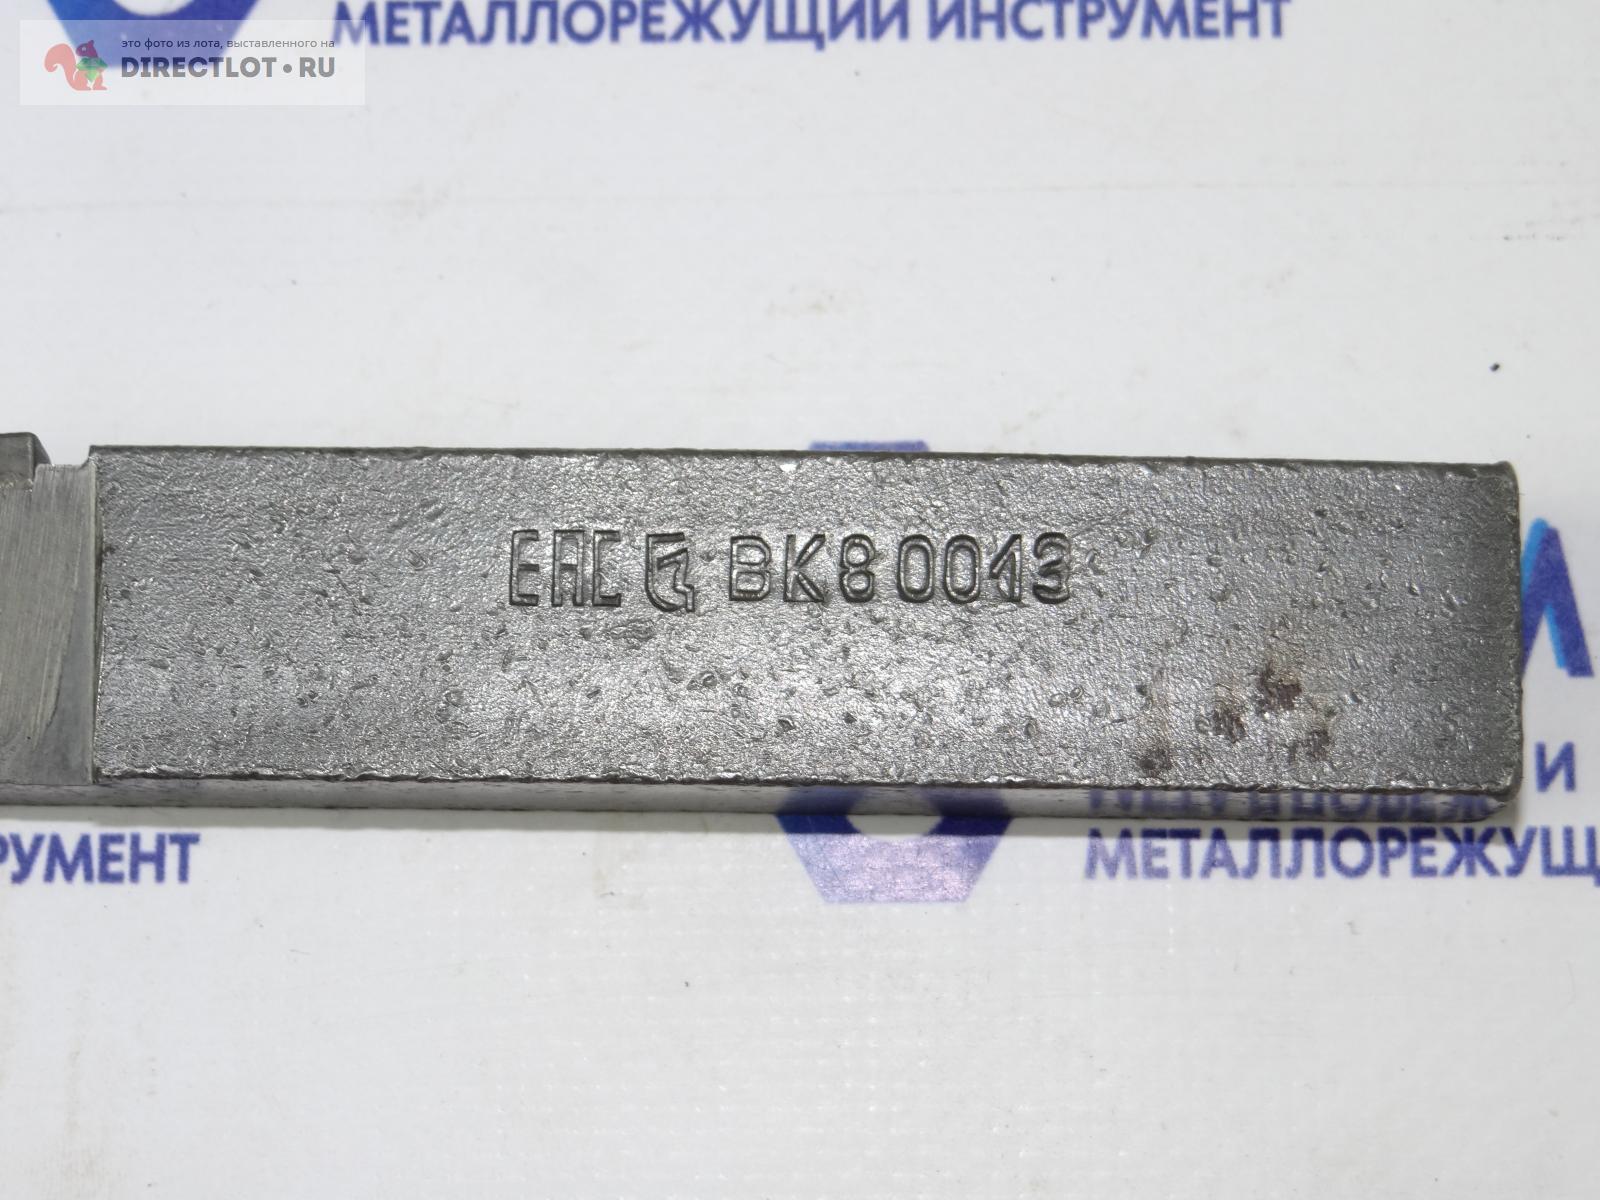 МЕТАЛЛОРЕЖУЩИЙ ИНСТРУМЕНТ
это фото из лота, выставленного на
DIRECTLOT.RU
ЕАС ВК8 0013
И
МЕТАЛЛОРЕЖУЩ
РУМЕНТ